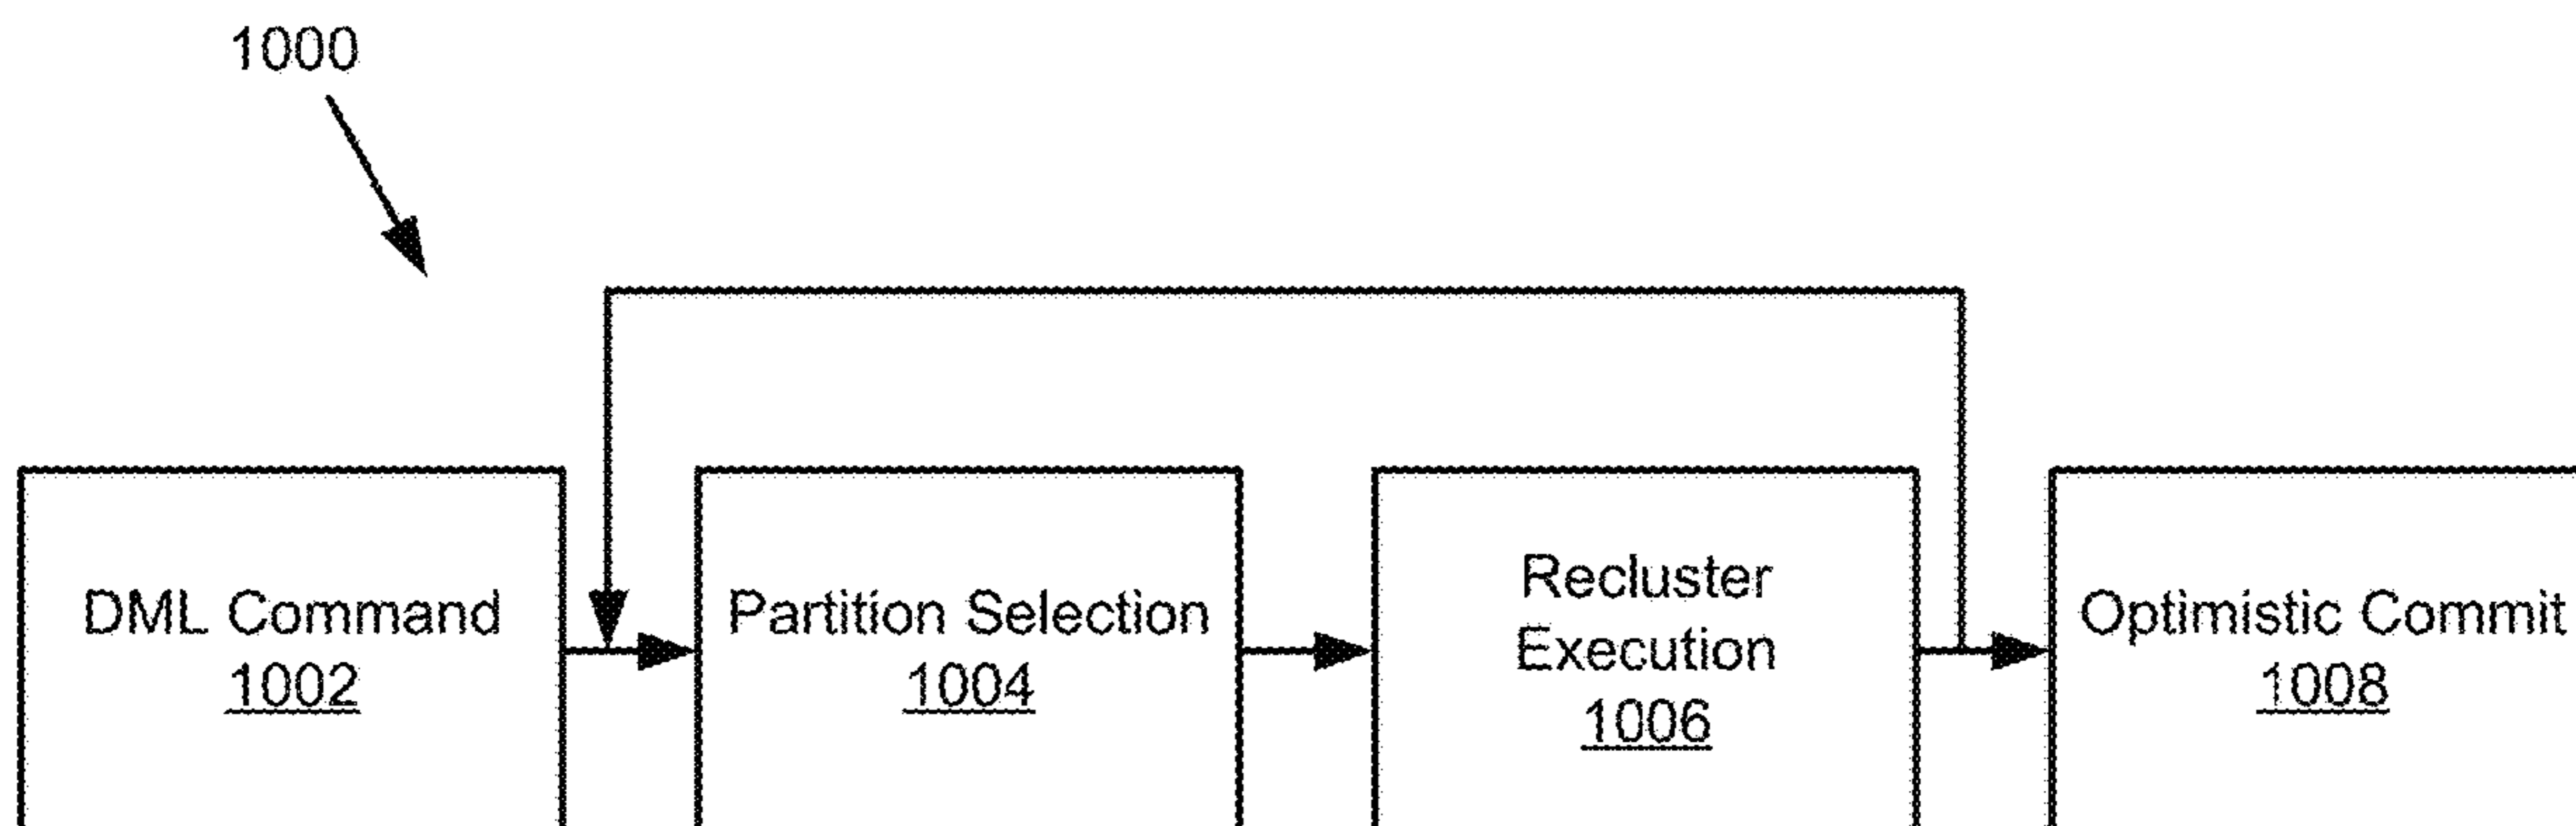 1000
DML Command
1002
Partition Selection
1004
Recluster
Execution
1006
Optimistic Commit
1008